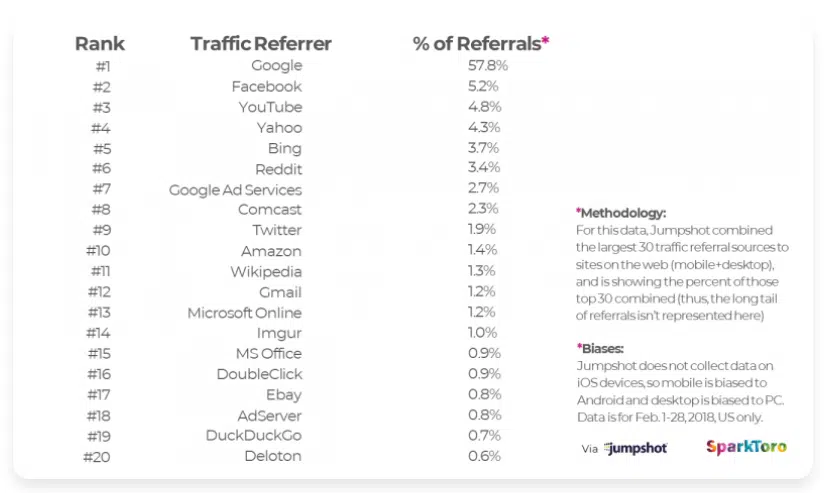 Rank Traffic Referrer % of Referrals*
#1 Google 57.8%
#2 Facebook 5.2%
#3 YouTube 4.8%
#4 Yahoo 4.3%
#5 Bing 3.7%
#6 Reddit 3.4%
#7 Google Ad Services 2.7%
#8 Comcast 2.3%
#9 Twitter 1.9%
#10 Amazon 1.4%
#11 Wikipedia 1.3%
#12 Gmail 1.2%
#13 Microsoft Online 1.2%
#14 Imgur 1.0%
#15 MS Office 0.9%
#16 DoubleClick 0.9%
#17 Ebay 0.8%
#18 AdServer 0.8%
#19 DuckDuckGo 0.7%
#20 Deloton 0.6%
*Methodology:
For this data, Jumpshot combined
the largest 30 traffic referral sources to
sites on the web (mobile+desktop),
and is showing the percent of those
top 30 combined (thus, the long tail
of referrals isn't represented here)
*Biases:
Jumpshot does not collect data on
iOS devices, so mobile is biased to
Android and desktop is biased to PC.
Data is for Feb. 1-28, 2018, US only.
Via jumpshot SparkToro